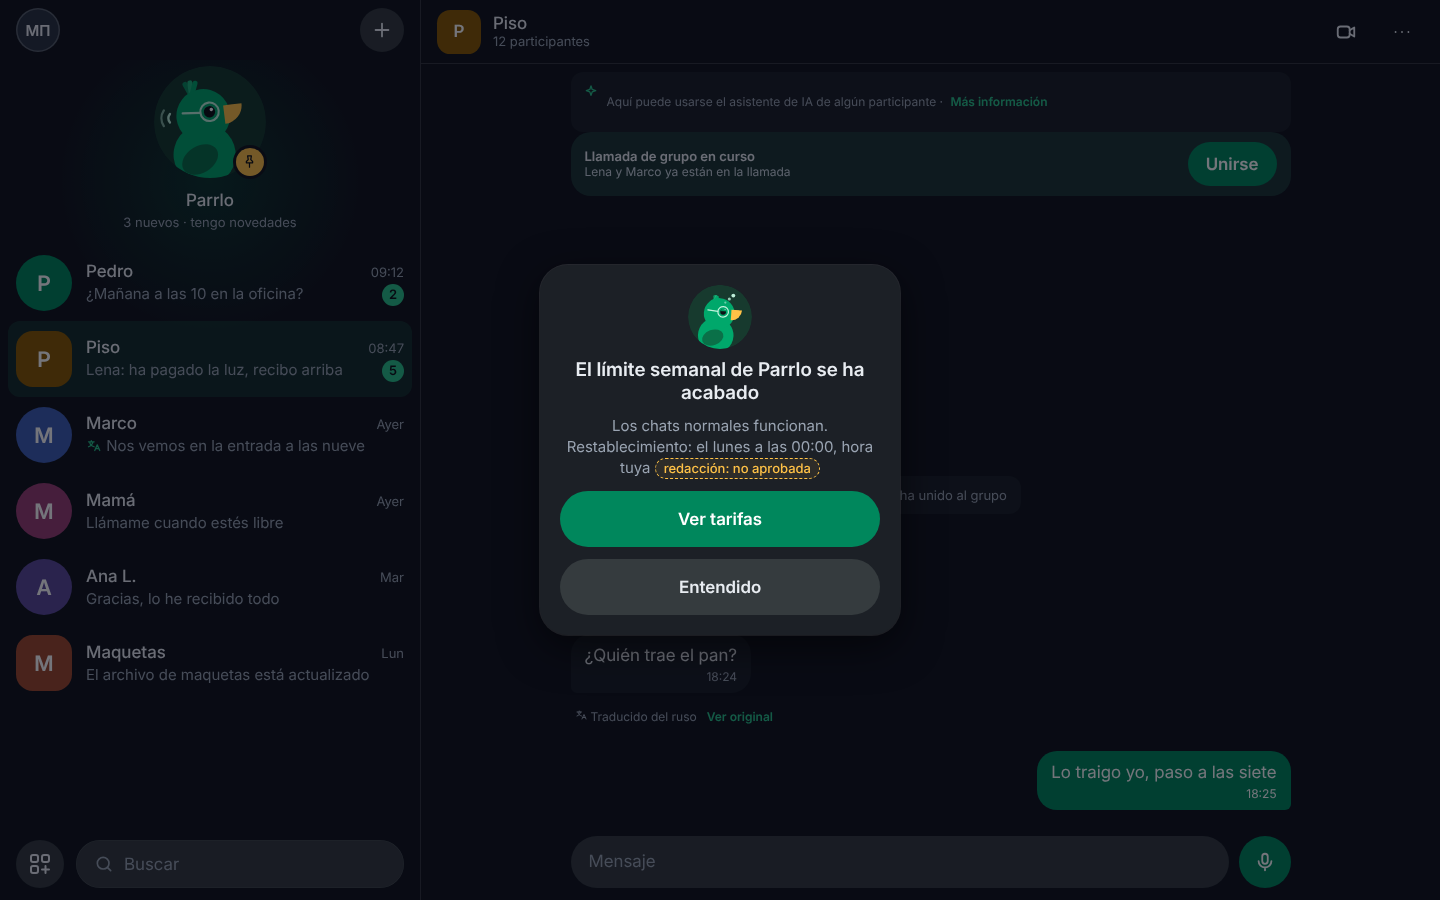 МП
Parrlo
3 nuevos · tengo novedades
P
Pedro
09:12
¿Mañana a las 10 en la oficina?
2
P
Piso
08:47
Lena: ha pagado la luz, recibo arriba
5
M
Marco
Ayer
Nos vemos en la entrada a las nueve
M
Mamá
Ayer
Llámame cuando estés libre
A
Ana L.
Mar
Gracias, lo he recibido todo
M
Maquetas
Lun
El archivo de maquetas está actualizado
Buscar
P
Piso
12 participantes
Aquí puede usarse el asistente de IA de algún participante · Más información
Llamada de grupo en curso
Lena y Marco ya están en la llamada
Unirse
El límite semanal de Parrlo se ha
acabado
Los chats normales funcionan.
Restablecimiento: el lunes a las 00:00, hora
tuya redacción: no aprobada
Ver tarifas
Entendido
ha unido al grupo
¿Quién trae el pan?
18:24
Traducido del ruso Ver original
Lo traigo yo, paso a las siete
18:25
Mensaje